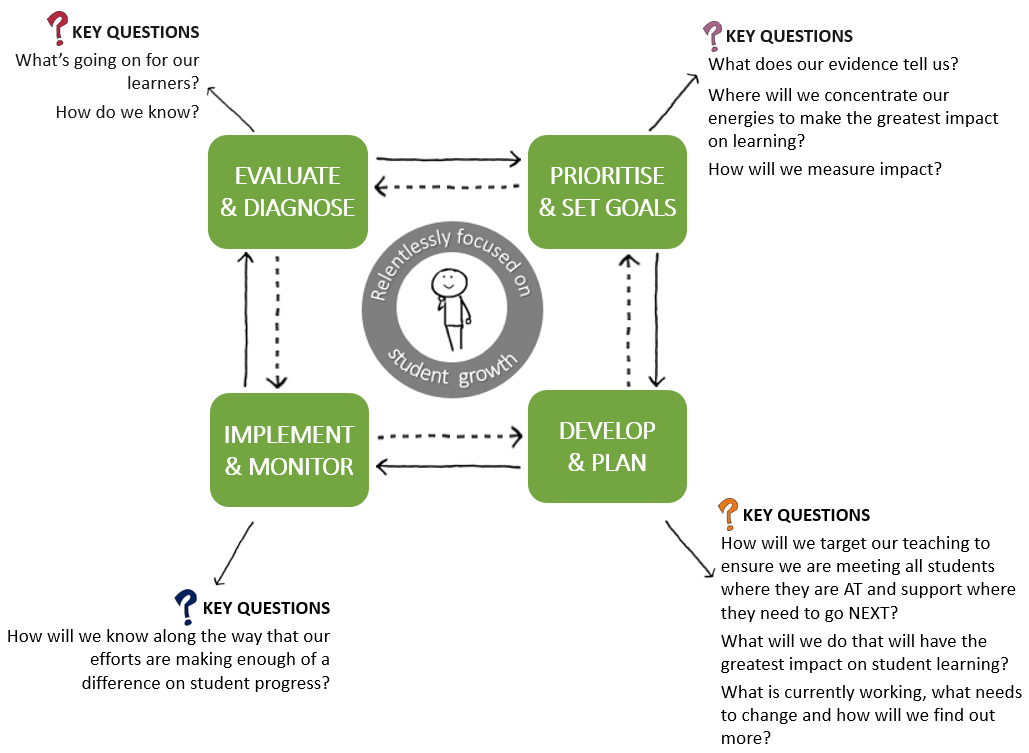 KEY QUESTIONS
What’s going on for our
learners?
How do we know?
KEY QUESTIONS
What does our evidence tell us?
Where will we concentrate our
energies to make the greatest impact
on learning?
How will we measure impact?
EVALUATE
& DIAGNOSE
PRIORITISE
& SET GOALS
Relentlessly focused on
student growth
IMPLEMENT
& MONITOR
DEVELOP
& PLAN
KEY QUESTIONS
How will we know along the way that our
efforts are making enough of a
difference on student progress?
KEY QUESTIONS
How will we target our teaching to
ensure we are meeting all students
where they are AT and support where
they need to go NEXT?
What will we do that will have the
greatest impact on student learning?
What is currently working, what needs
to change and how will we find out
more?